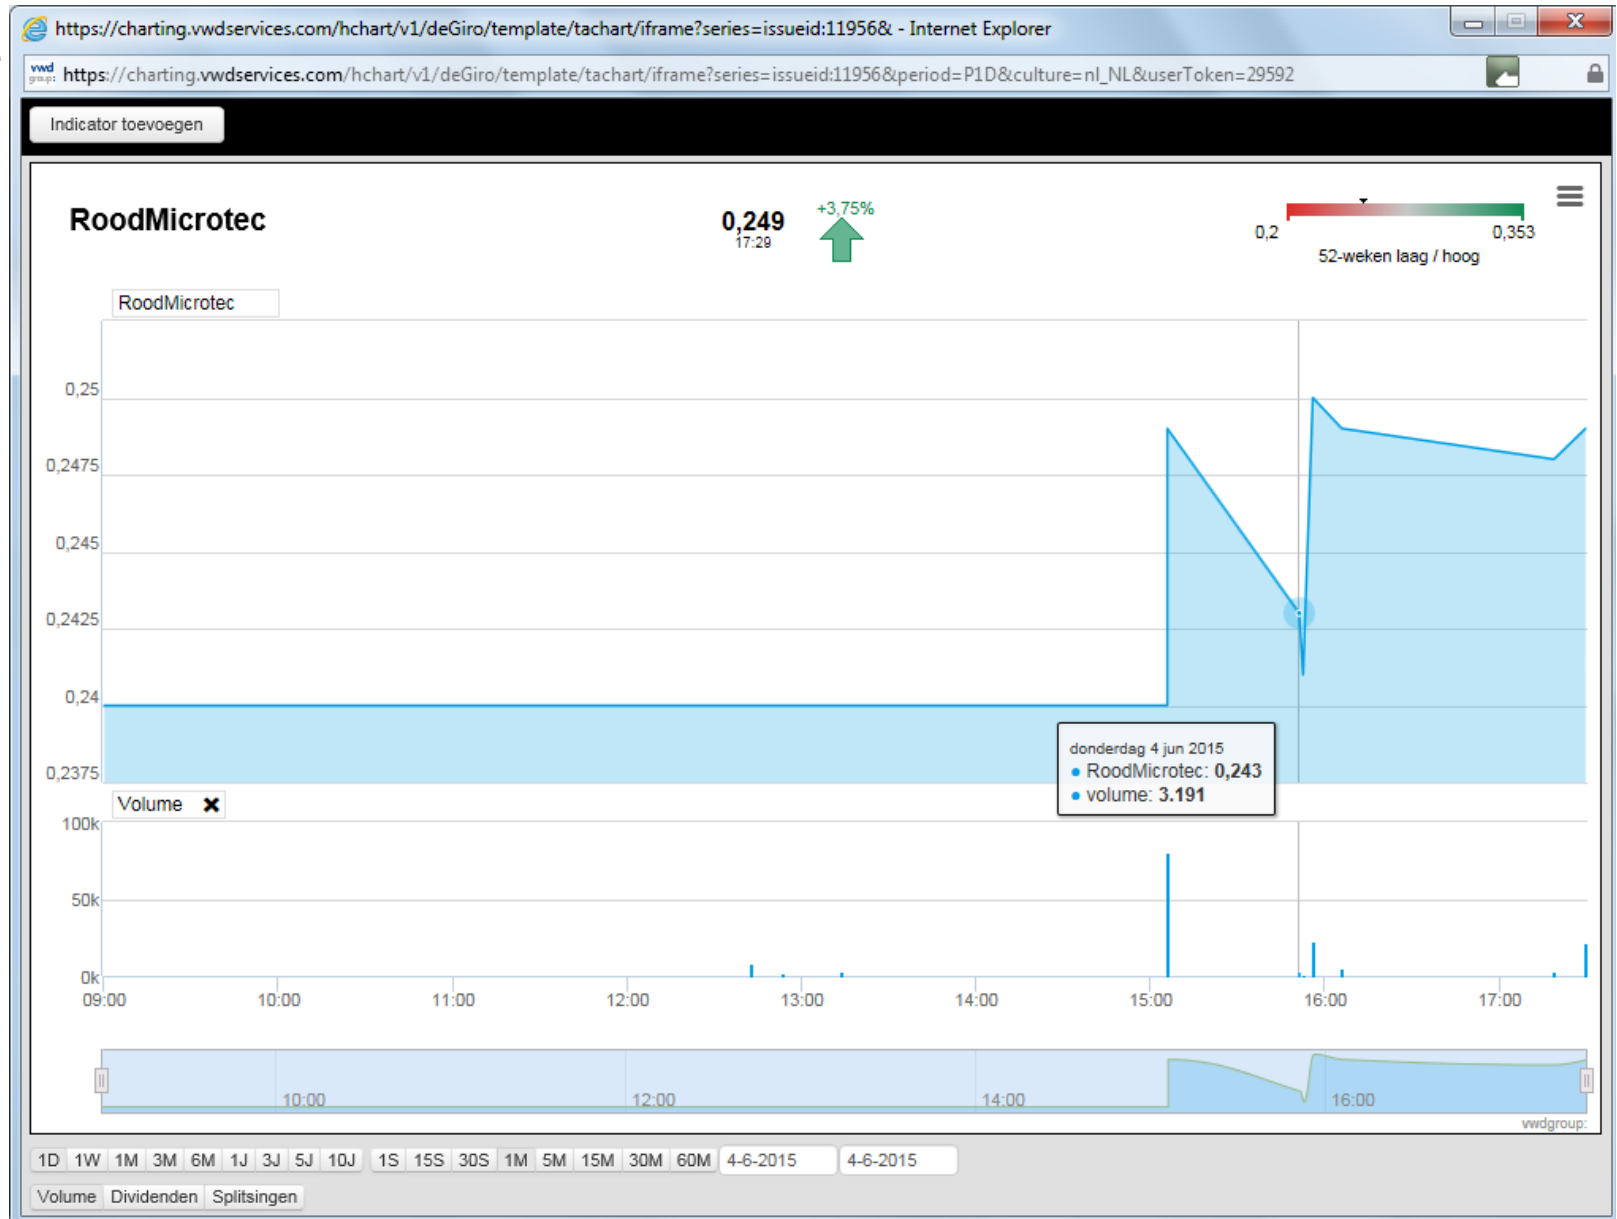 https://charting.vwdservices.com/hchart/v1/deGiro/template/tachart/iframe?series=issueid:11956& - Internet Explorer
vwd group: https://charting.vwdservices.com/hchart/v1/deGiro/template/tachart/iframe?series=issueid:11956&period=P1D&culture=nl_NL&userToken=29592
Indicator toevoegen
RoodMicrotec
0,249
17:29
+3,75%
0,2
0,353
52-weken laag / hoog
RoodMicrotec
0,25
0,2475
0,245
0,2425
0,24
0,2375
donderdag 4 jun 2015
RoodMicrotec: 0,243
volume: 3.191
Volume
100k
50k
0k
09:00 10:00 11:00 12:00 13:00 14:00 15:00 16:00 17:00
10:00 12:00 14:00 16:00
vwdgroup:
1D 1W 1M 3M 6M 1J 3J 5J 10J 1S 15S 30S 1M 5M 15M 30M 60M 4-6-2015 4-6-2015
Volume Dividenden Splitsingen